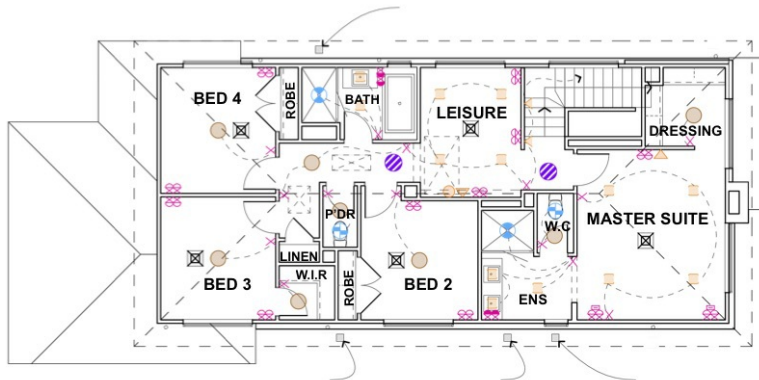 BED 4
ROBE
BATH
LEISURE
DRESSING
P'DR
W.C
MASTER SUITE
LINEN
BED 3
W.I.R
ROBE
BED 2
ENS